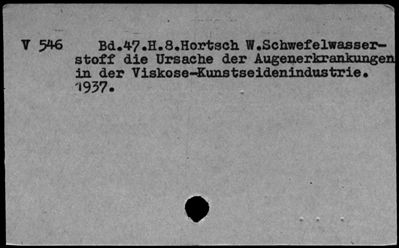 V 546 Bd.47.H.8.Hortsch W.Schwefelwasser-
stoff die Ursache der Augenerkrankungen
in der Viskose-Kunstseidenindustrie.
1937.